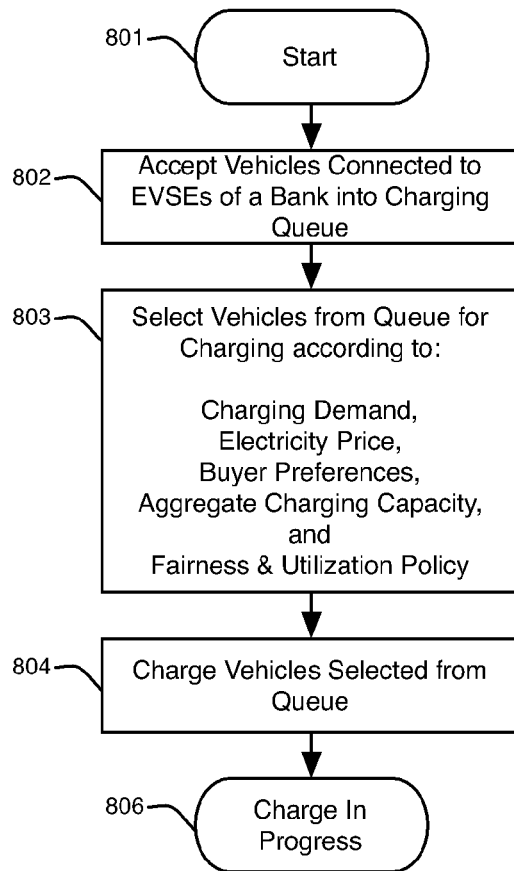 801
Start
802
Accept Vehicles Connected to
EVSEs of a Bank into Charging
Queue
803
Select Vehicles from Queue for
Charging according to:
Charging Demand,
Electricity Price,
Buyer Preferences,
Aggregate Charging Capacity,
and
Fairness & Utilization Policy
804
Charge Vehicles Selected from
Queue
806
Charge In
Progress